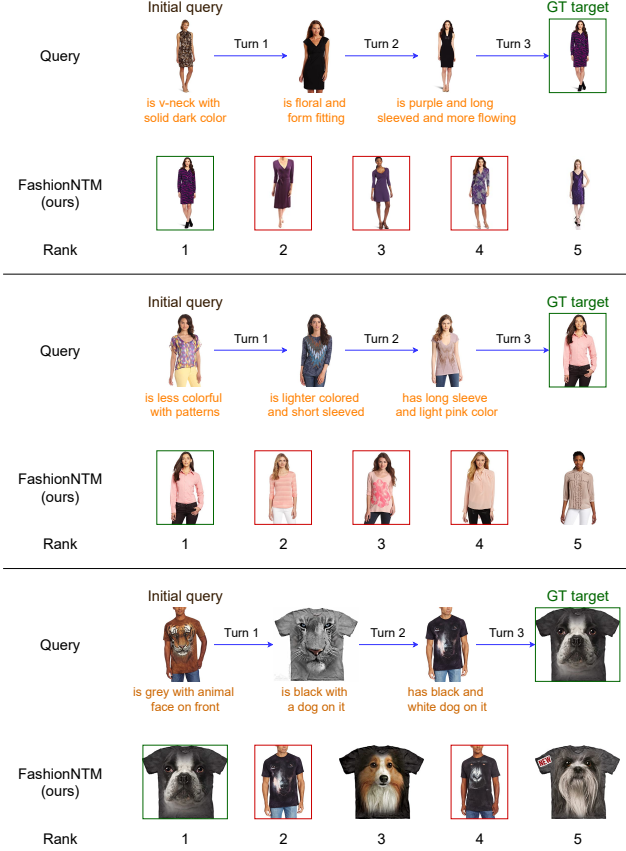 Initial query
GT target
Turn 1
Turn 2
Turn 3
Query
is v-neck with
solid dark color
is floral and
form fitting
is purple and long
sleeved and more flowing
FashionNTM
(ours)
Rank
1
2
3
4
5
Initial query
GT target
Turn 1
Turn 2
Turn 3
Query
is less colorful
with patterns
is lighter colored
and short sleeved
has long sleeve
and light pink color
FashionNTM
(ours)
Rank
1
2
3
4
5
Initial query
GT target
Turn 1
Turn 2
Turn 3
Query
is grey with animal
face on front
is black with
a dog on it
has black and
white dog on it
FashionNTM
(ours)
NEW
Rank
1
2
3
4
5